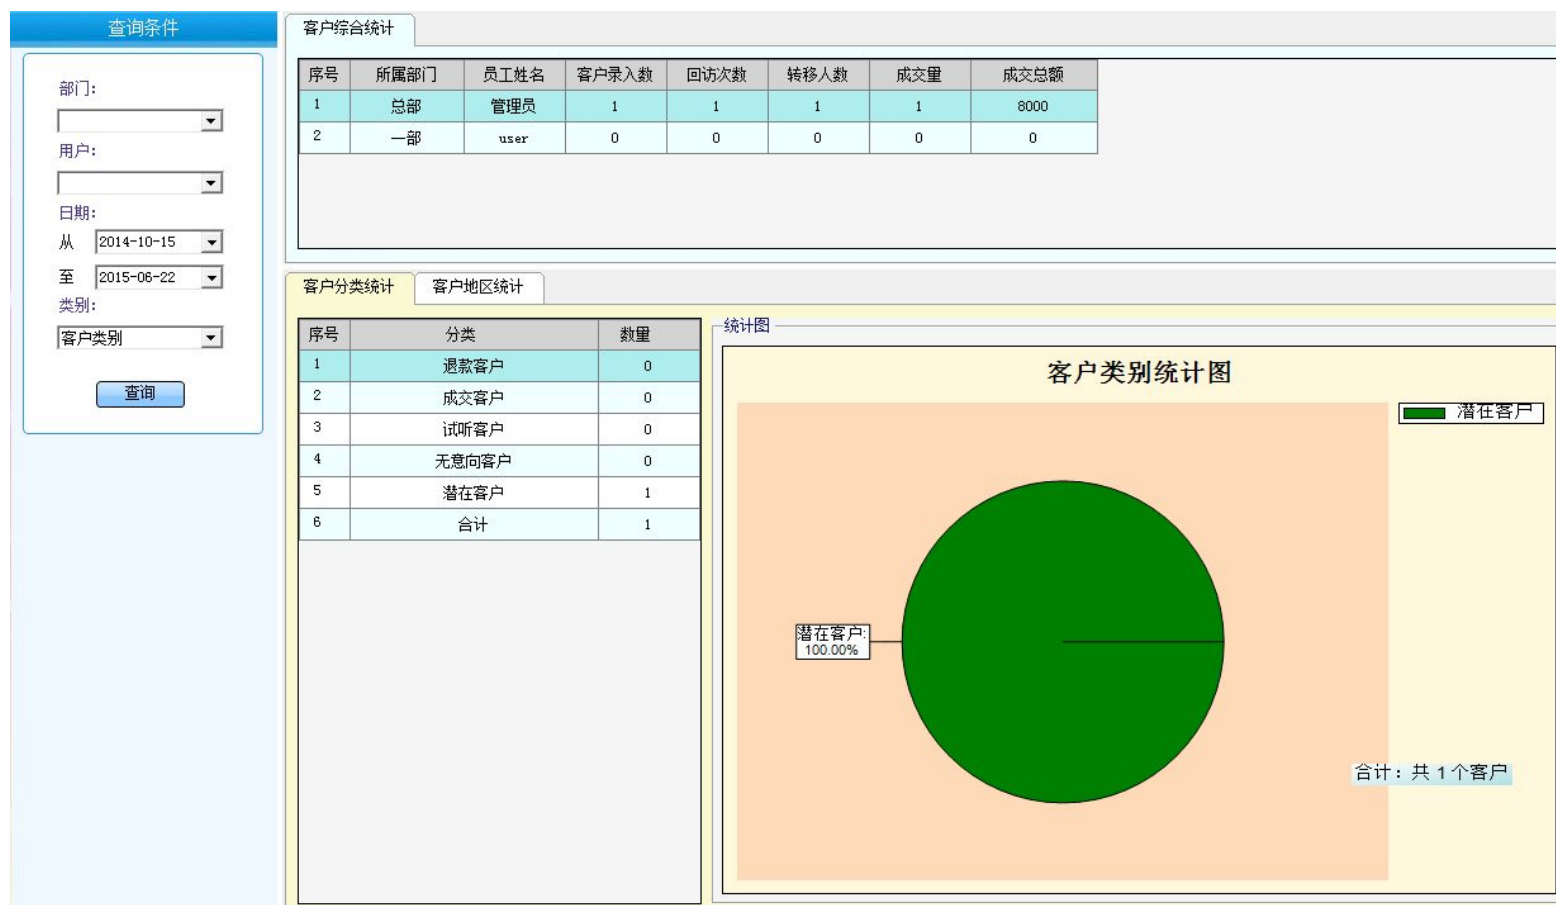 查询条件
部门:
用户:
日期:
从 2014-10-15
至 2015-06-22
类别:
客户类别
查询
客户综合统计
序号 所属部门 员工姓名 客户录入数 回访次数 转移人数 成交量 成交总额
1 总部 管理员 1 1 1 1 8000
2 一部 user 0 0 0 0 0
客户分类统计 客户地区统计
序号 分类 数量
1 退款客户 0
2 成交客户 0
3 试听客户 0
4 无意向客户 0
5 潜在客户 1
6 合计 1
统计图
客户类别统计图
潜在客户
潜在客户:
100.00%
合计: 共 1 个客户